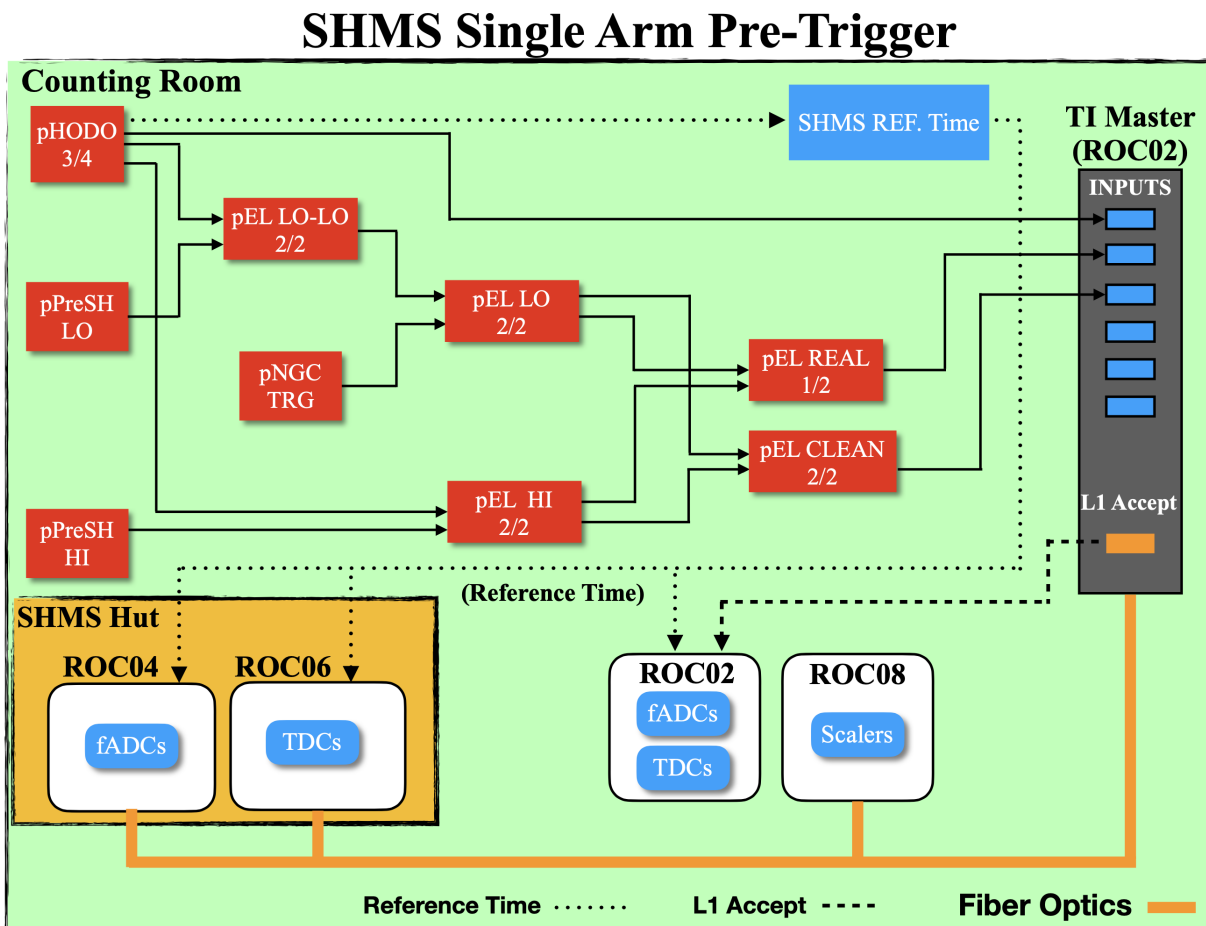 SHMS Single Arm Pre-Trigger
Counting Room
pHODO
3/4
SHMS REF. Time
TI Master
(ROC02)
INPUTS
pEL LO-LO
2/2
pPreSH
LO
pEL LO
2/2
pNGC
TRG
pEL REAL
1/2
pEL CLEAN
2/2
pEL HI
2/2
L1 Accept
pPreSH
HI
(Reference Time)
SHMS Hut
ROC04
ROC06
ROC02
ROC08
fADCs
TDCs
fADCs
TDCs
Scalers
Reference Time
L1 Accept
Fiber Optics